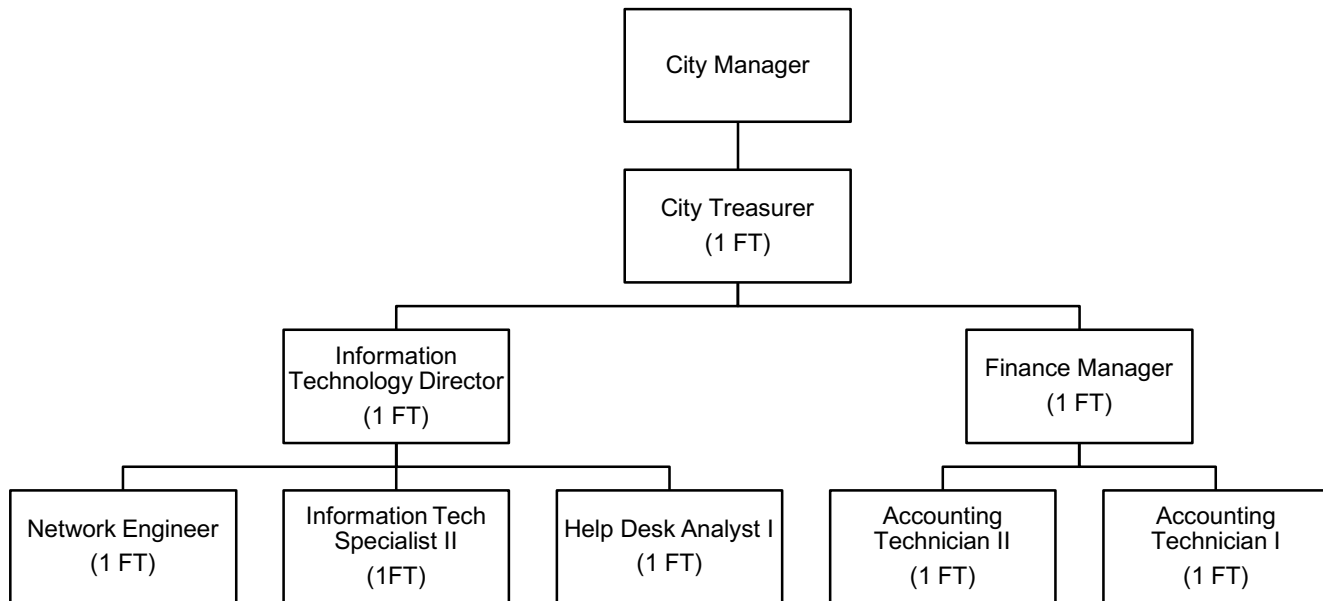 City Manager
City Treasurer
(1 FT)
Information
Technology Director
(1 FT)
Finance Manager
(1 FT)
Network Engineer
(1 FT)
Information Tech
Specialist II
(1FT)
Help Desk Analyst I
(1 FT)
Accounting
Technician II
(1 FT)
Accounting
Technician I
(1 FT)